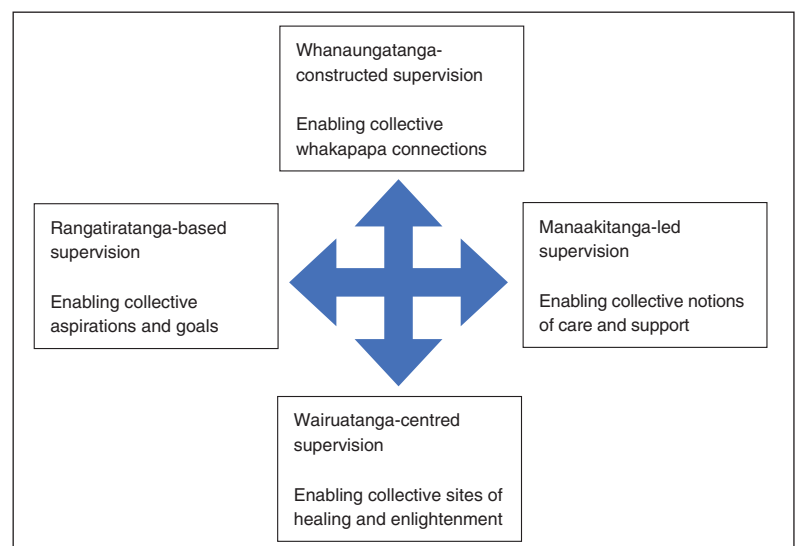 Whanaungatanga-
constructed supervision
Enabling collective
whakapapa connections
Rangatiratanga-based
supervision
Enabling collective
aspirations and goals
Manaakitanga-led
supervision
Enabling collective notions
of care and support
Wairuatanga-centred
supervision
Enabling collective sites of
healing and enlightenment